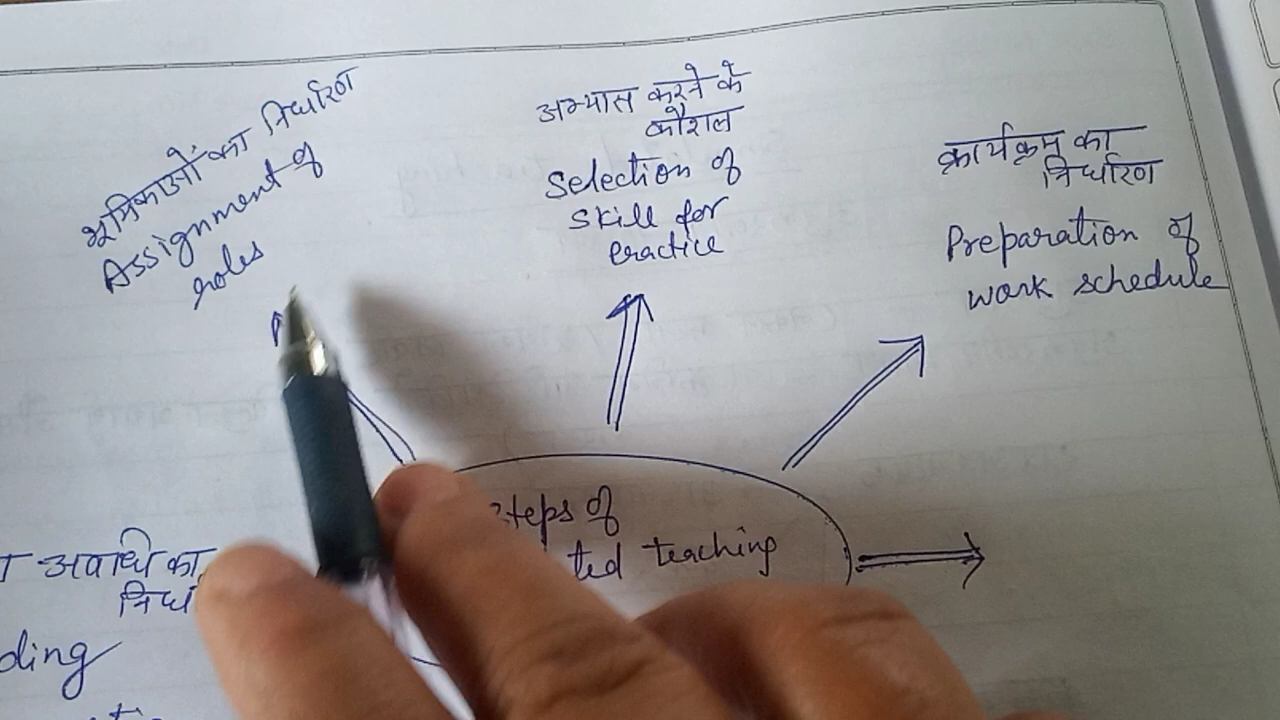 भूमिकाओं का निर्धारण
Assignment of
roles
अभ्यास करने के
कौशल
Selection of
skill for
Practice
कार्यक्रम का
निर्धारण
Preparation of
work schedule
steps of
teaching
अवधि का